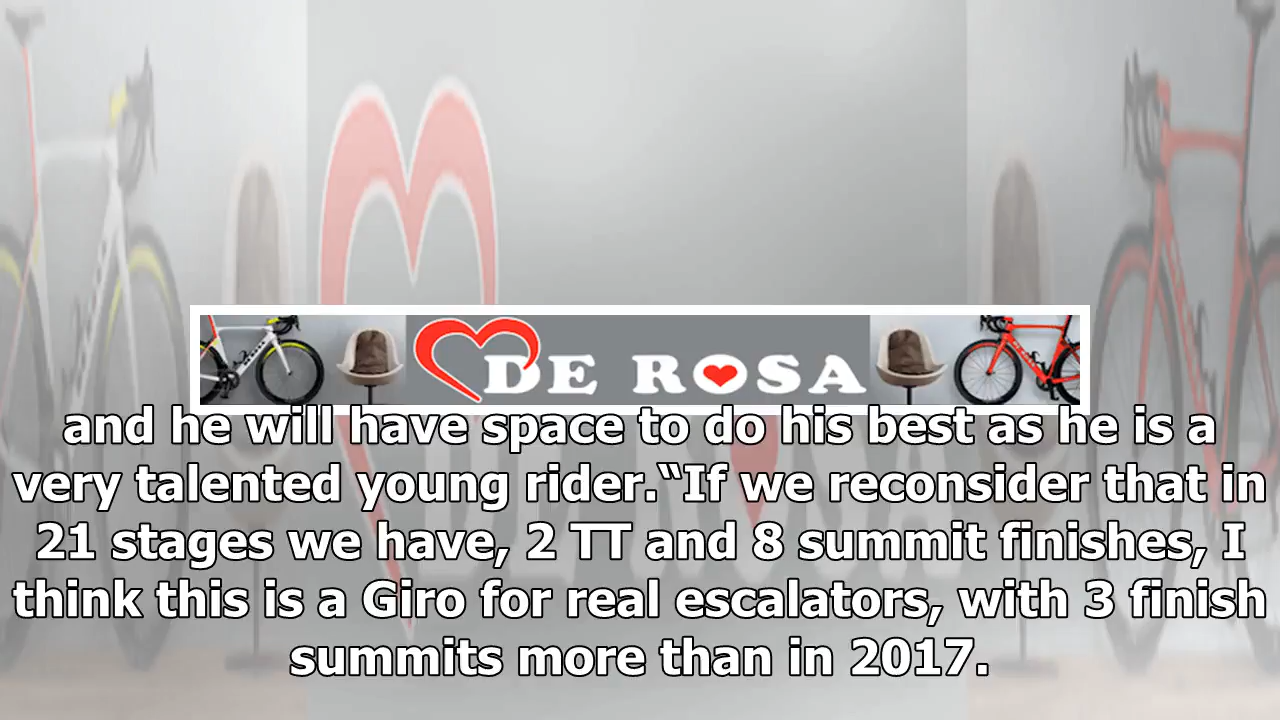 DE ROSA
and he will have space to do his best as he is a
very talented young rider.“If we reconsider that in
21 stages we have, 2 TT and 8 summit finishes, I
think this is a Giro for real escalators, with 3 finish
summits more than in 2017.